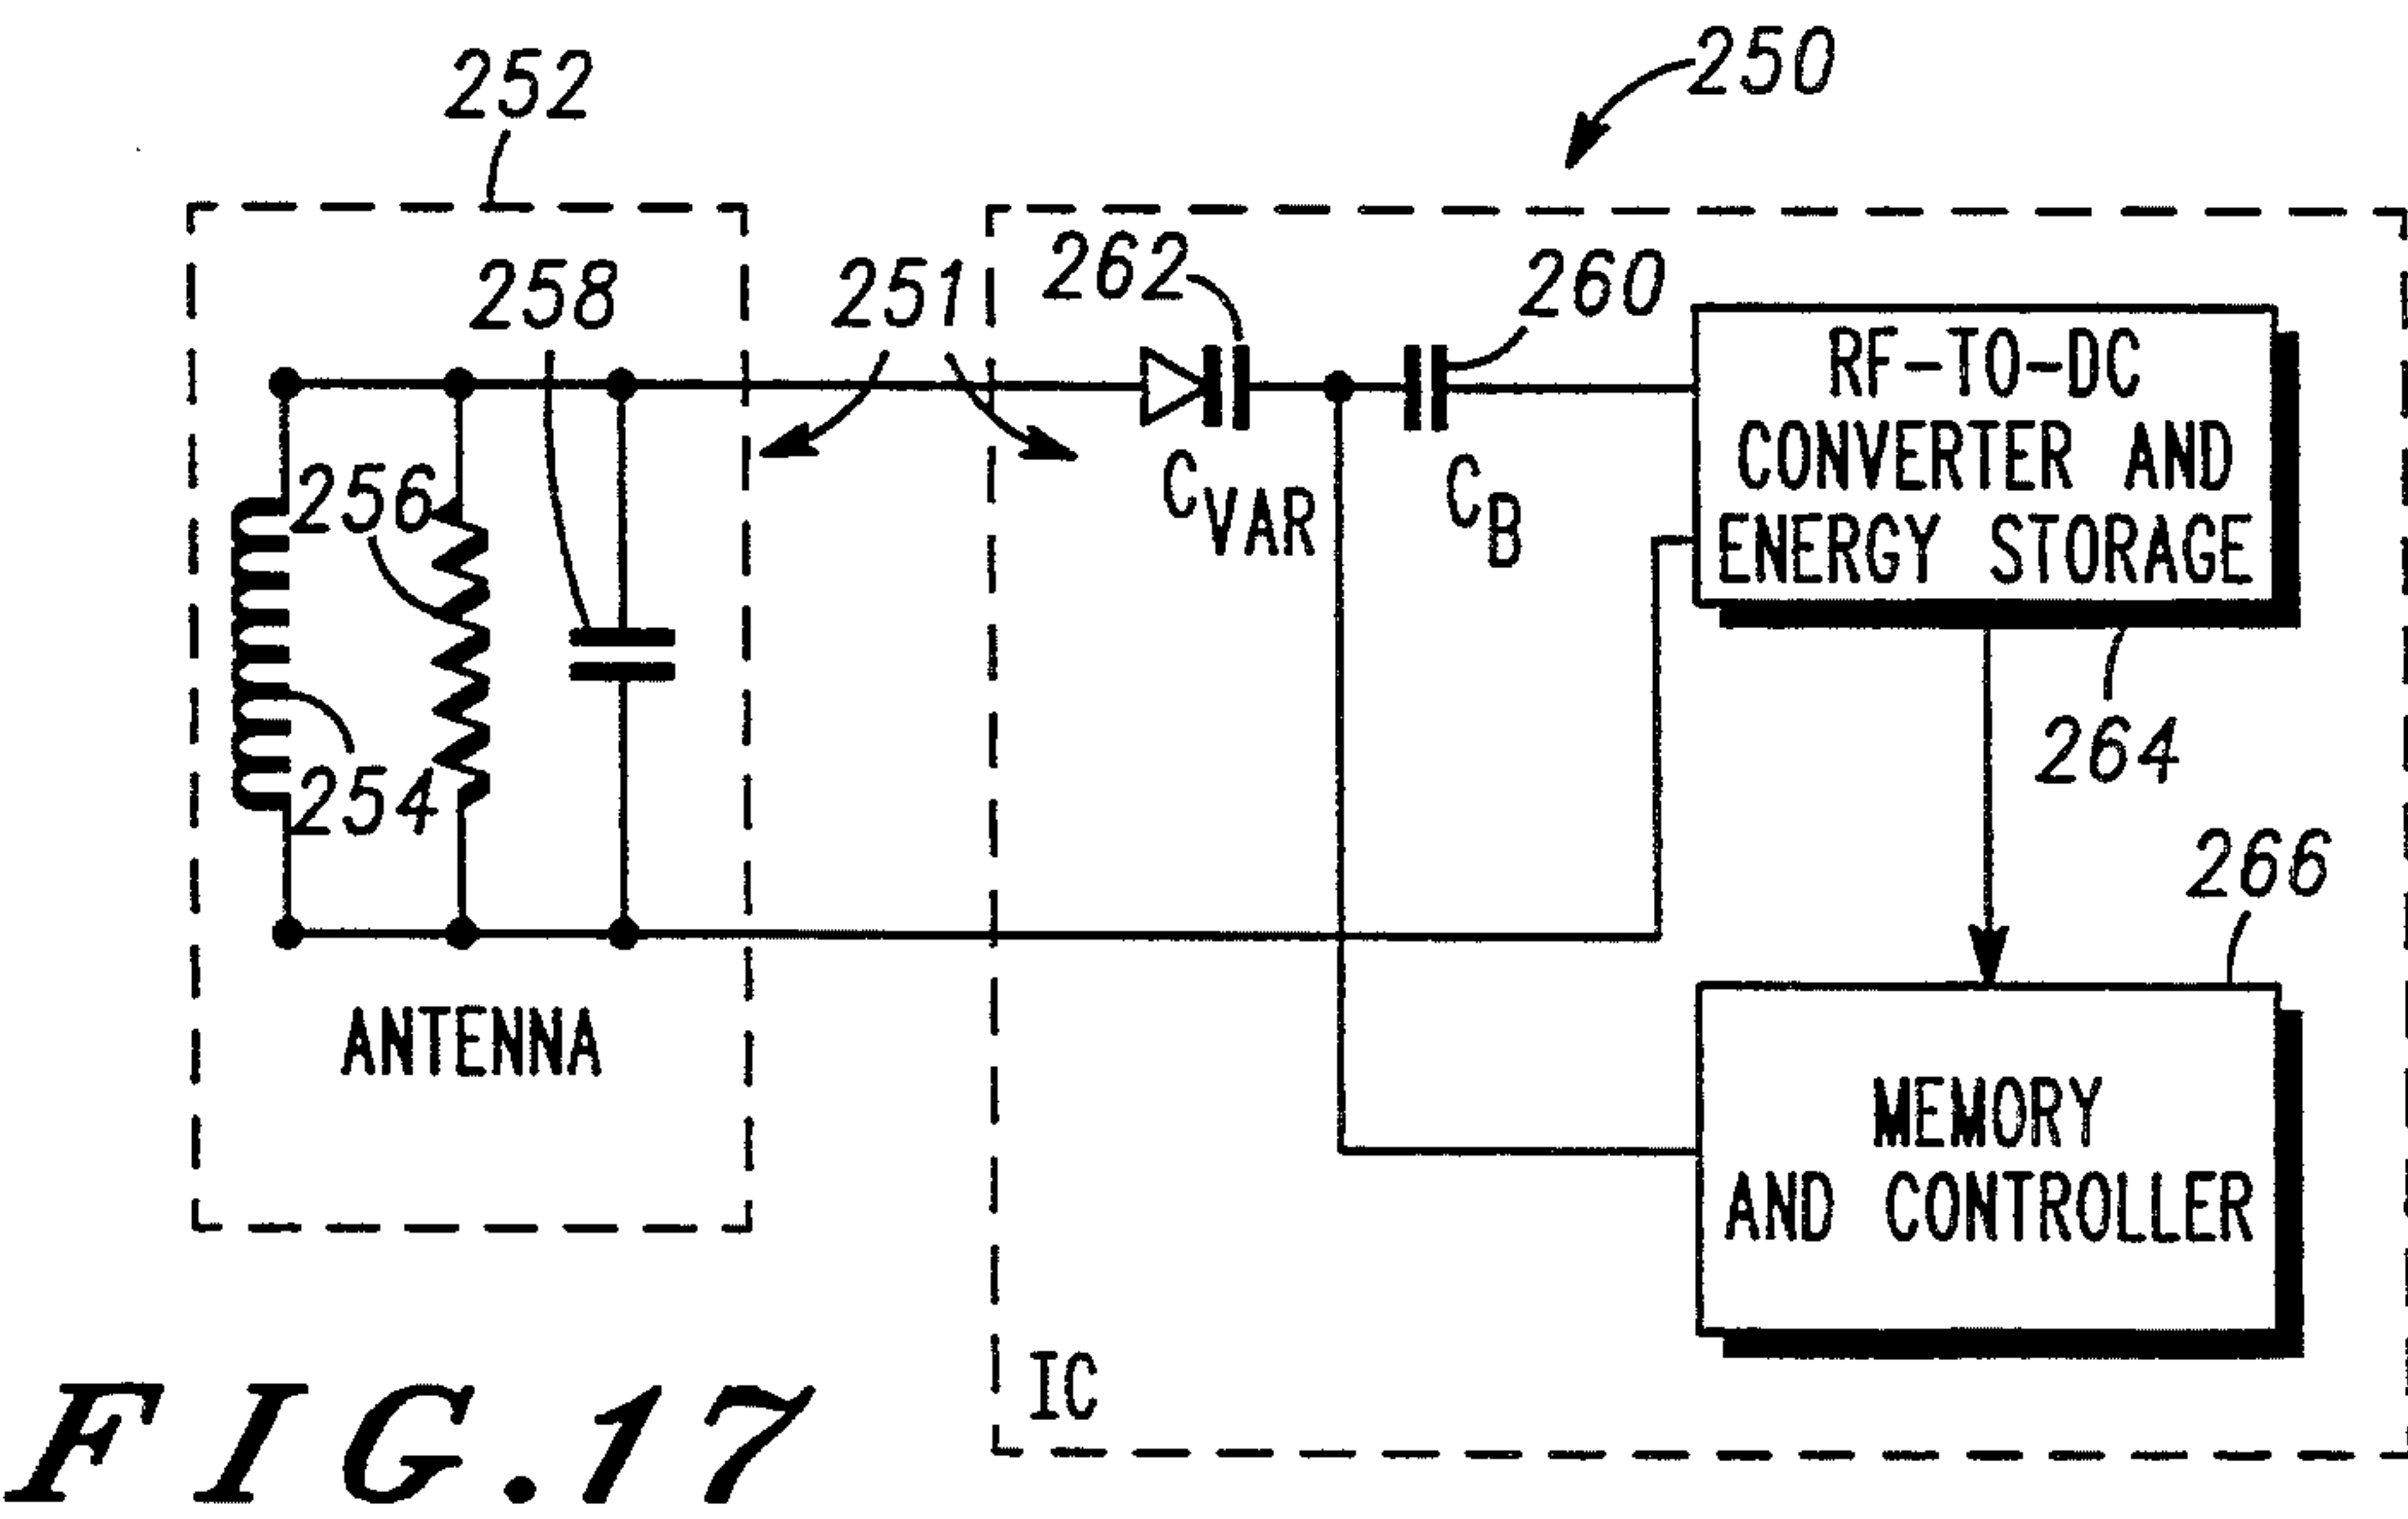 252
250
258
251
262
260
RF-TO-DC
CONVERTER AND
ENERGY STORAGE
CVAR
CB
256
254
264
266
ANTENNA
MEMORY
AND CONTROLLER
IC
FIG.17